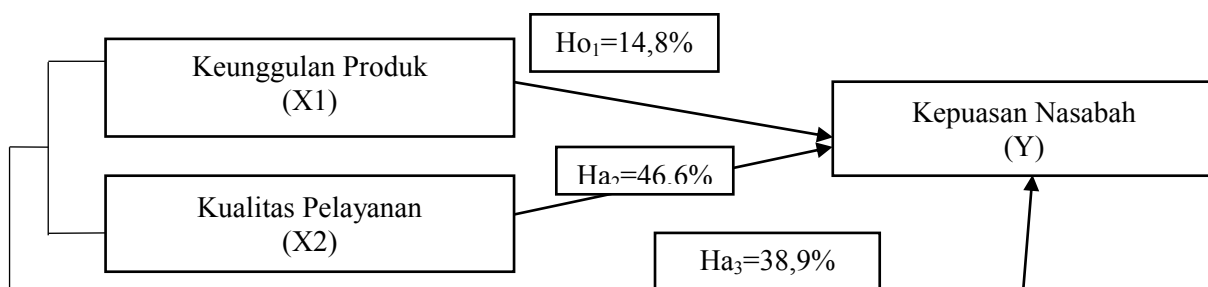 Ho₁=14,8%
Keunggulan Produk
(X1)
Kepuasan Nasabah
(Y)
Ha₂=46,6%
Kualitas Pelayanan
(X2)
Ha₃=38,9%